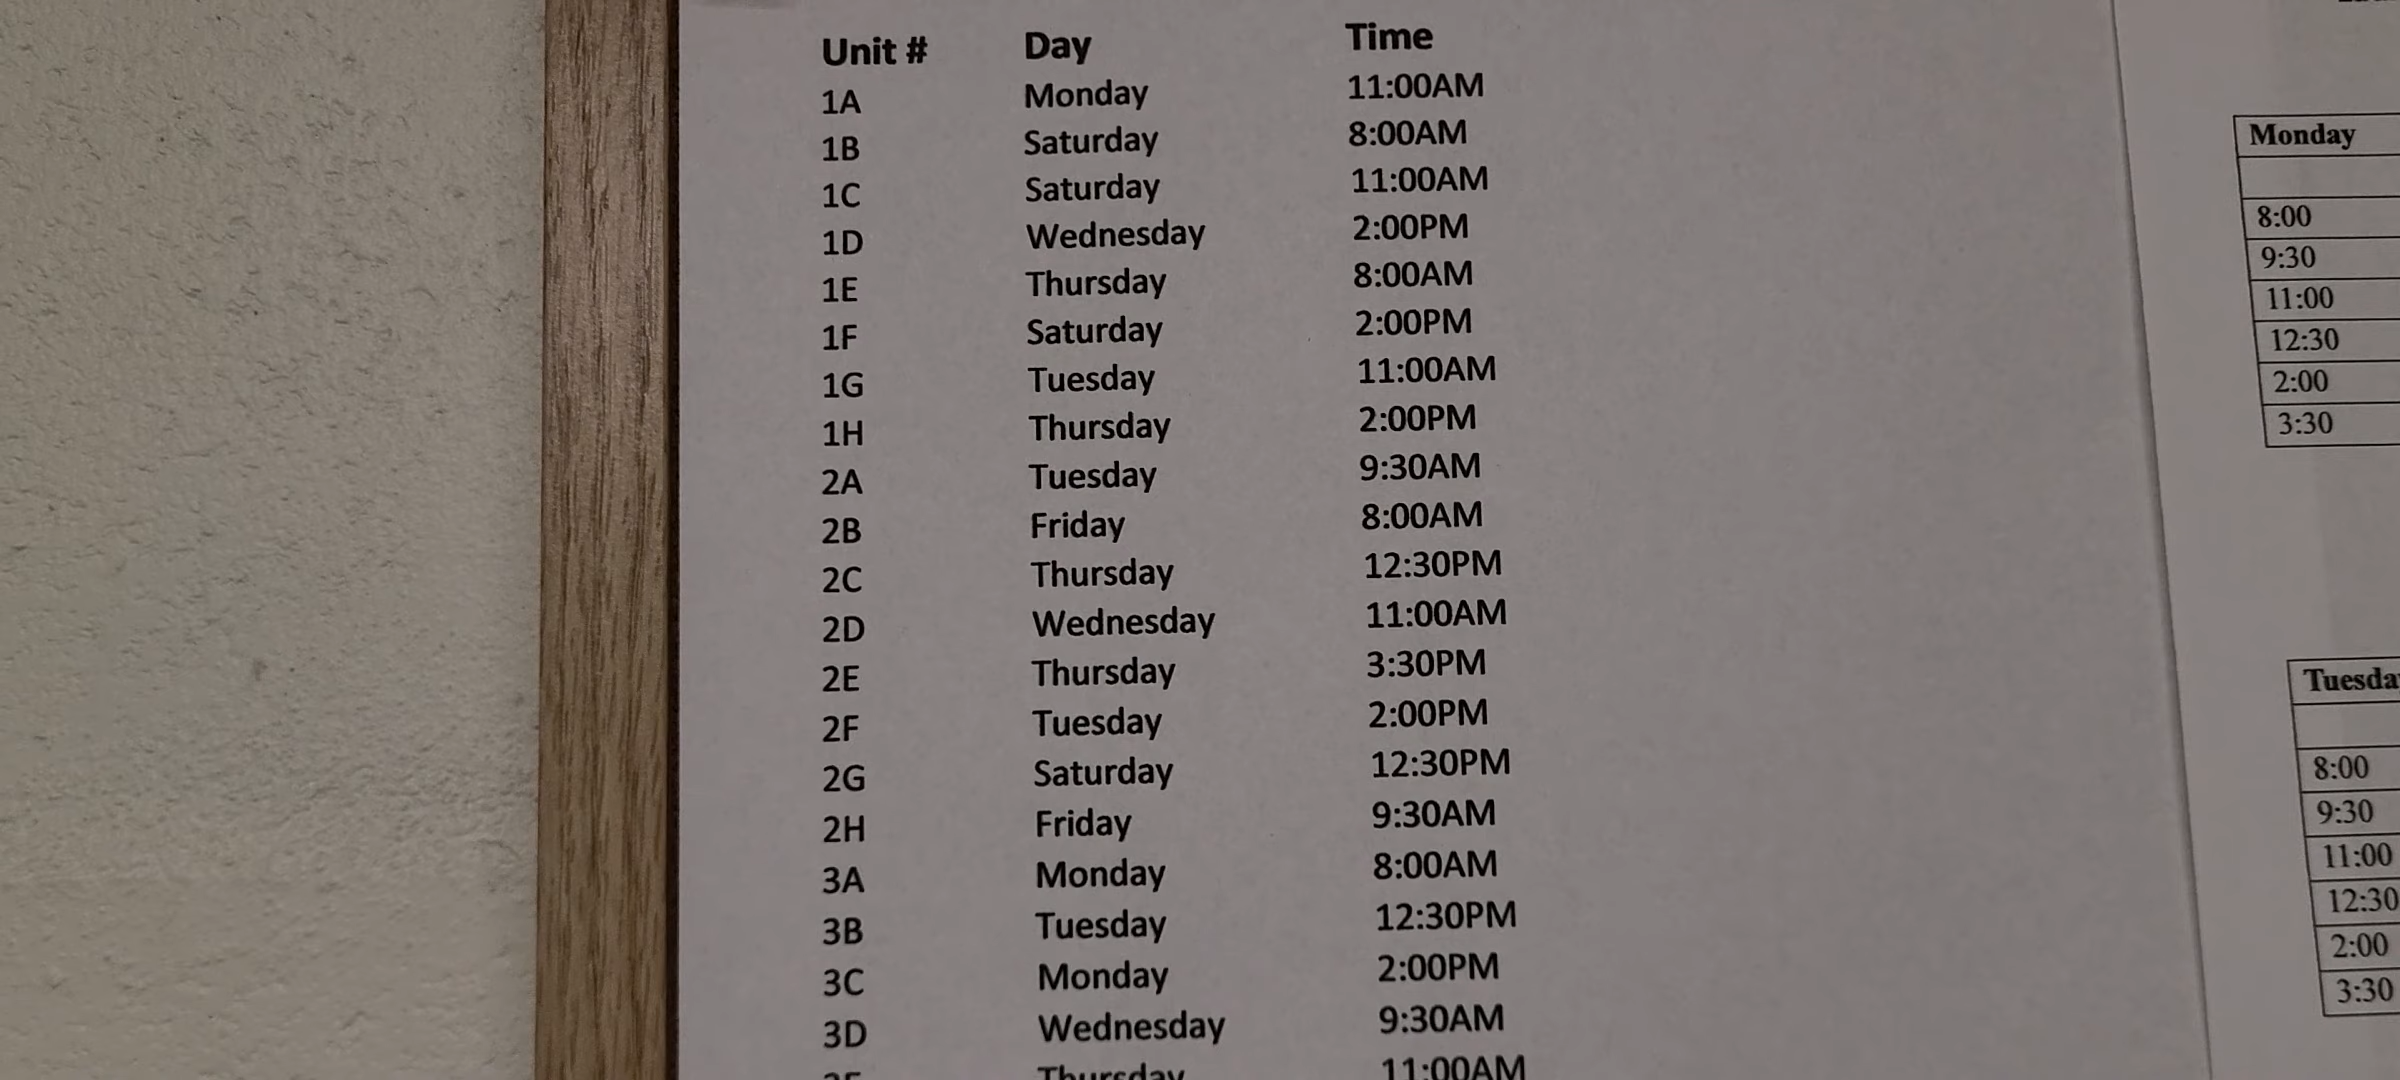 Unit # Day Time
1A Monday 11:00AM
1B Saturday 8:00AM
1C Saturday 11:00AM
1D Wednesday 2:00PM
1E Thursday 8:00AM
1F Saturday 2:00PM
1G Tuesday 11:00AM
1H Thursday 2:00PM
2A Tuesday 9:30AM
2B Friday 8:00AM
2C Thursday 12:30PM
2D Wednesday 11:00AM
2E Thursday 3:30PM
2F Tuesday 2:00PM
2G Saturday 12:30PM
2H Friday 9:30AM
3A Monday 8:00AM
3B Tuesday 12:30PM
3C Monday 2:00PM
3D Wednesday 9:30AM
Thursday 11:00AM
Monday
8:00
9:30
11:00
12:30
2:00
3:30
Tuesda
8:00
9:30
11:00
12:30
2:00
3:30